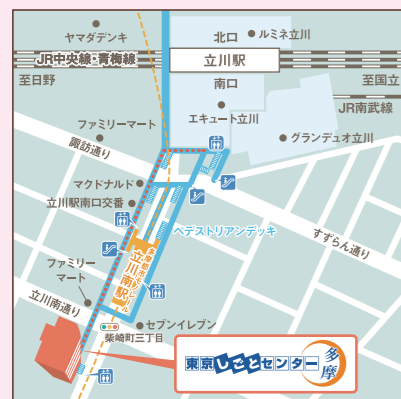 ヤマダデンキ
北口
ルミネ立川
JR中央線・青梅線
立川駅
至日野
至国立
南口
JR南武線
エキュート立川
ファミリーマート
グランデュオ立川
諏訪通り
マクドナルド
立川駅南口交番
ペデストリアンデッキ
すずらん通り
多摩都市モノレール
立川南駅
ファミリー
マート
立川南通り
セブンイレブン
柴崎町三丁目
東京しごとセンター多摩